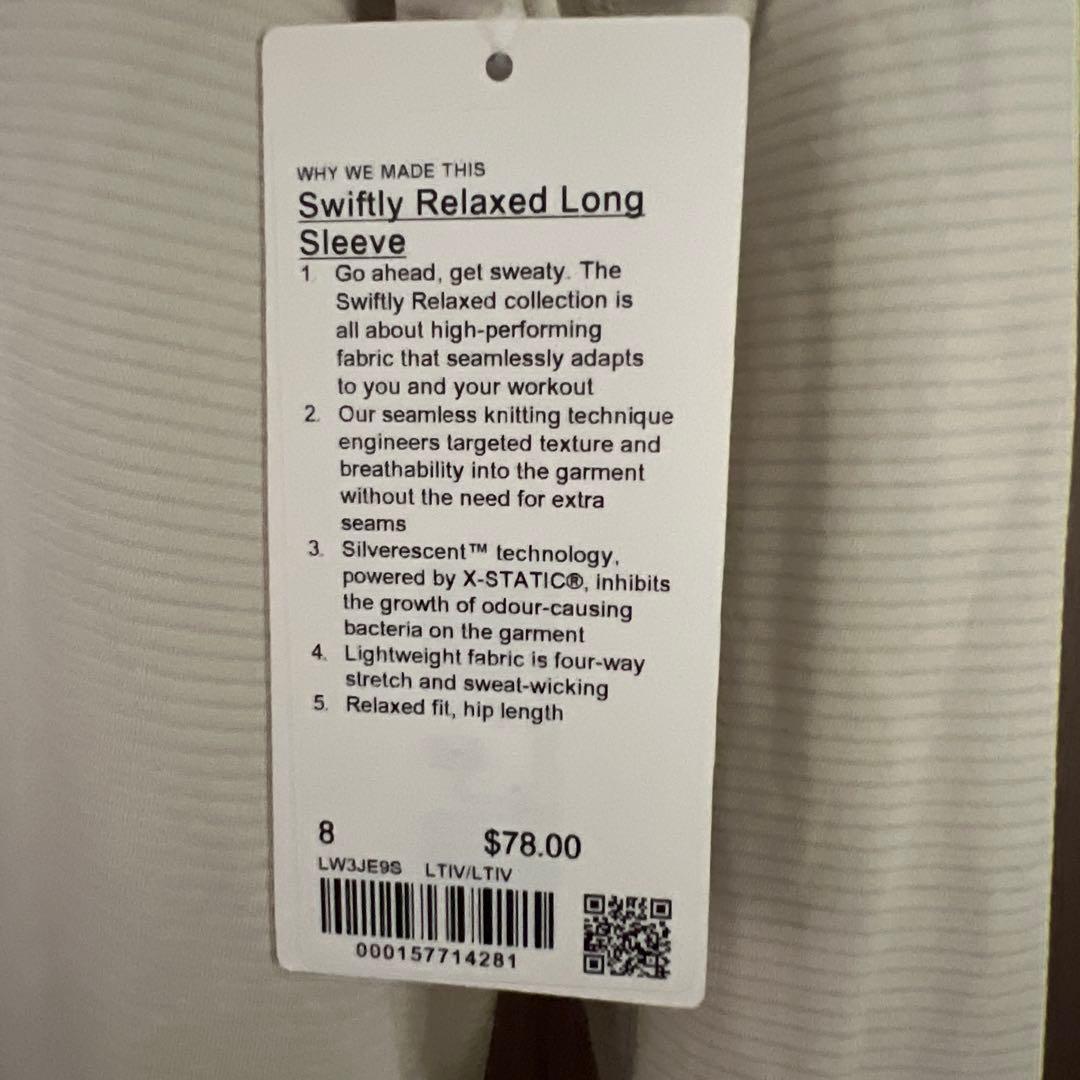 WHY WE MADE THIS
Swiftly Relaxed Long
Sleeve
1. Go ahead, get sweaty. The
Swiftly Relaxed collection is
all about high-performing
fabric that seamlessly adapts
to you and your workout
2. Our seamless knitting technique
engineers targeted texture and
breathability into the garment
without the need for extra
seams
3. Silverescent™ technology,
powered by X-STATIC®, inhibits
the growth of odour-causing
bacteria on the garment
4. Lightweight fabric is four-way
stretch and sweat-wicking
5. Relaxed fit, hip length
8 $78.00
LW3JE9S LTIV/LTIV
000157714281